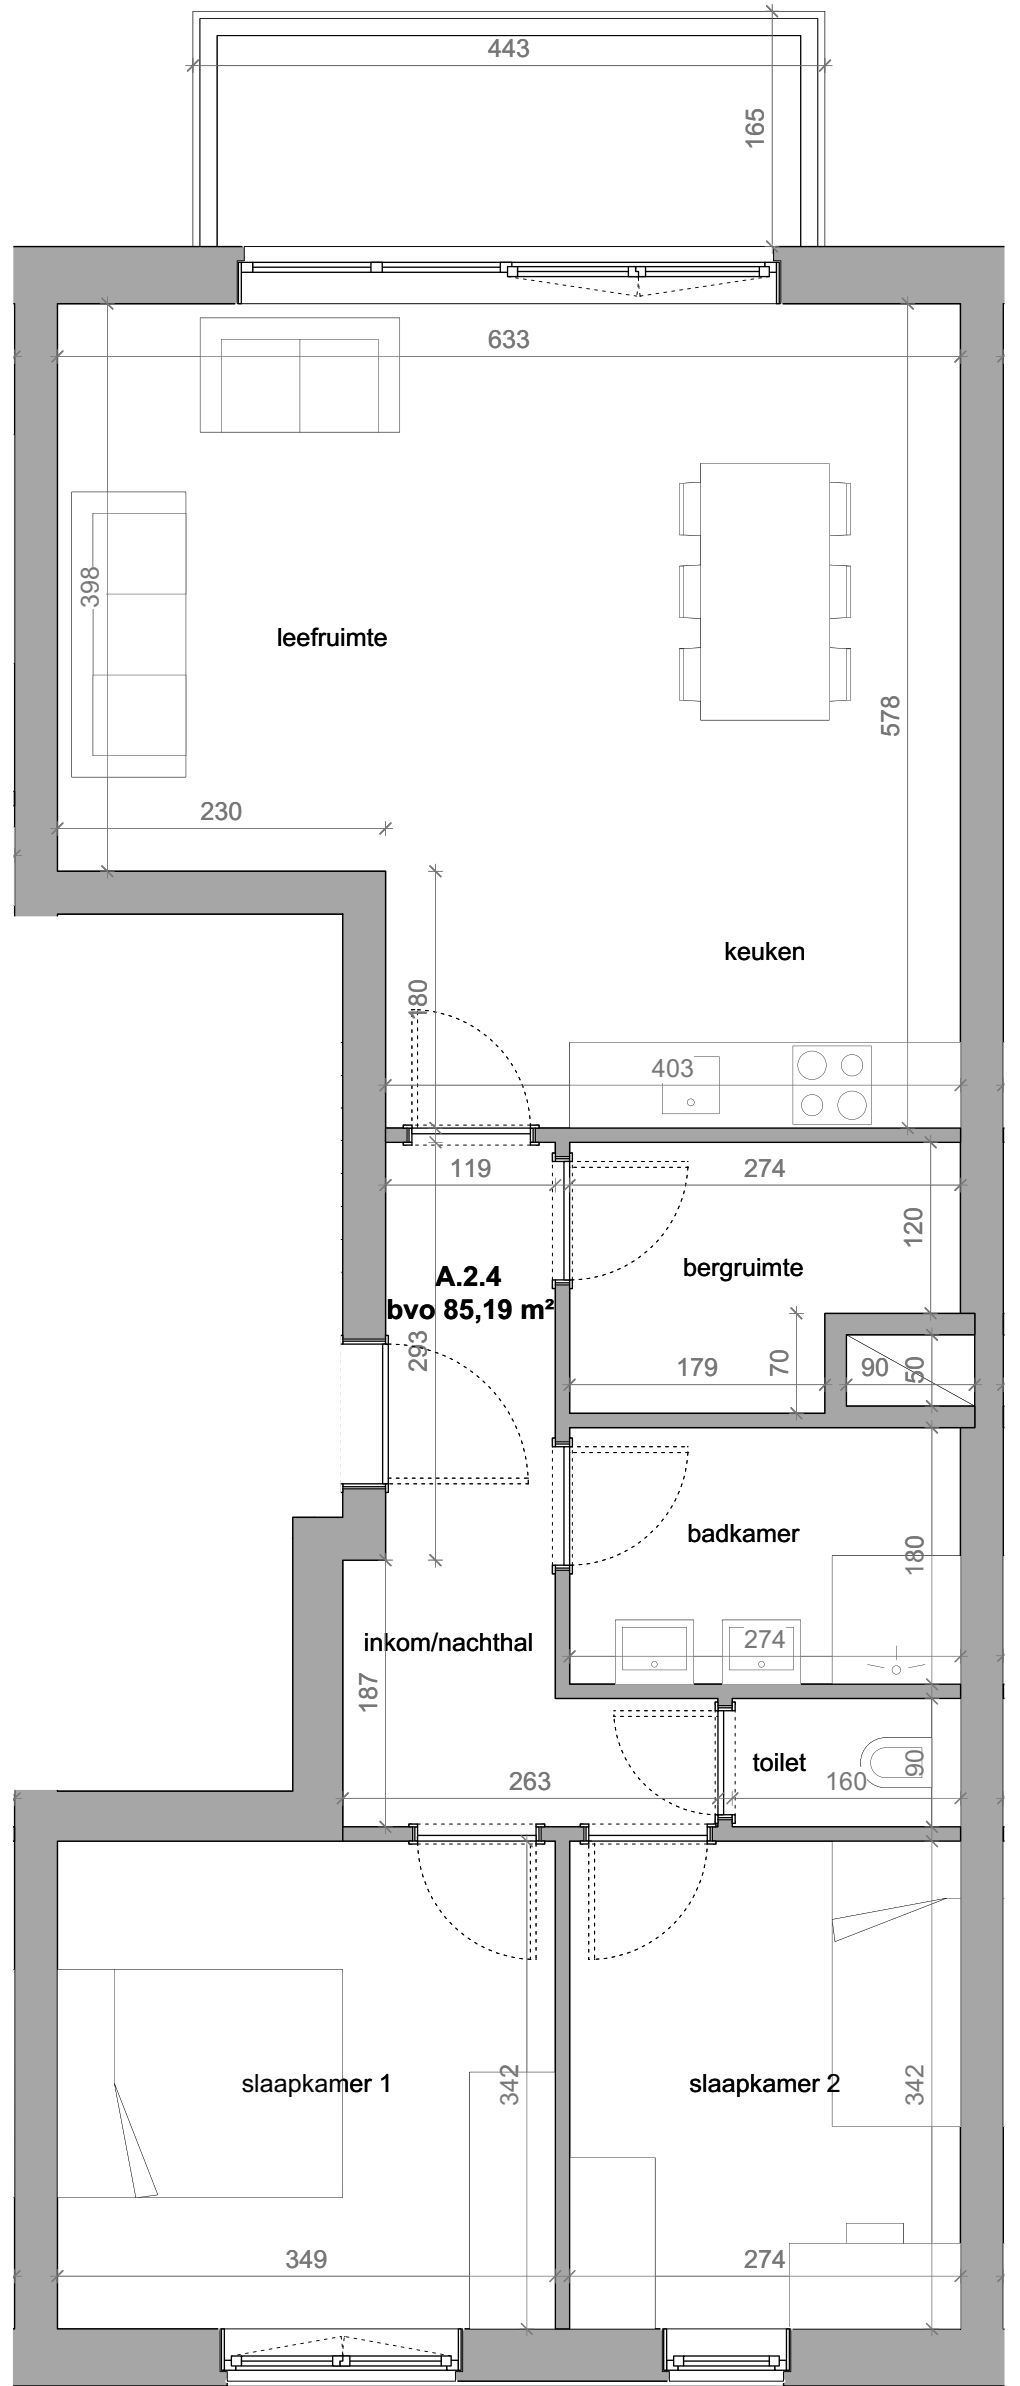 443
165
633
398
leefruimte
578
230
keuken
180
403
119
274
120
A.2.4
bvo 85,19 m²
bergruimte
293
70
179
90
50
badkamer
180
274
inkom/nachthal
187
toilet
90
263
160
slaapkamer 1
342
slaapkamer 2
342
349
274